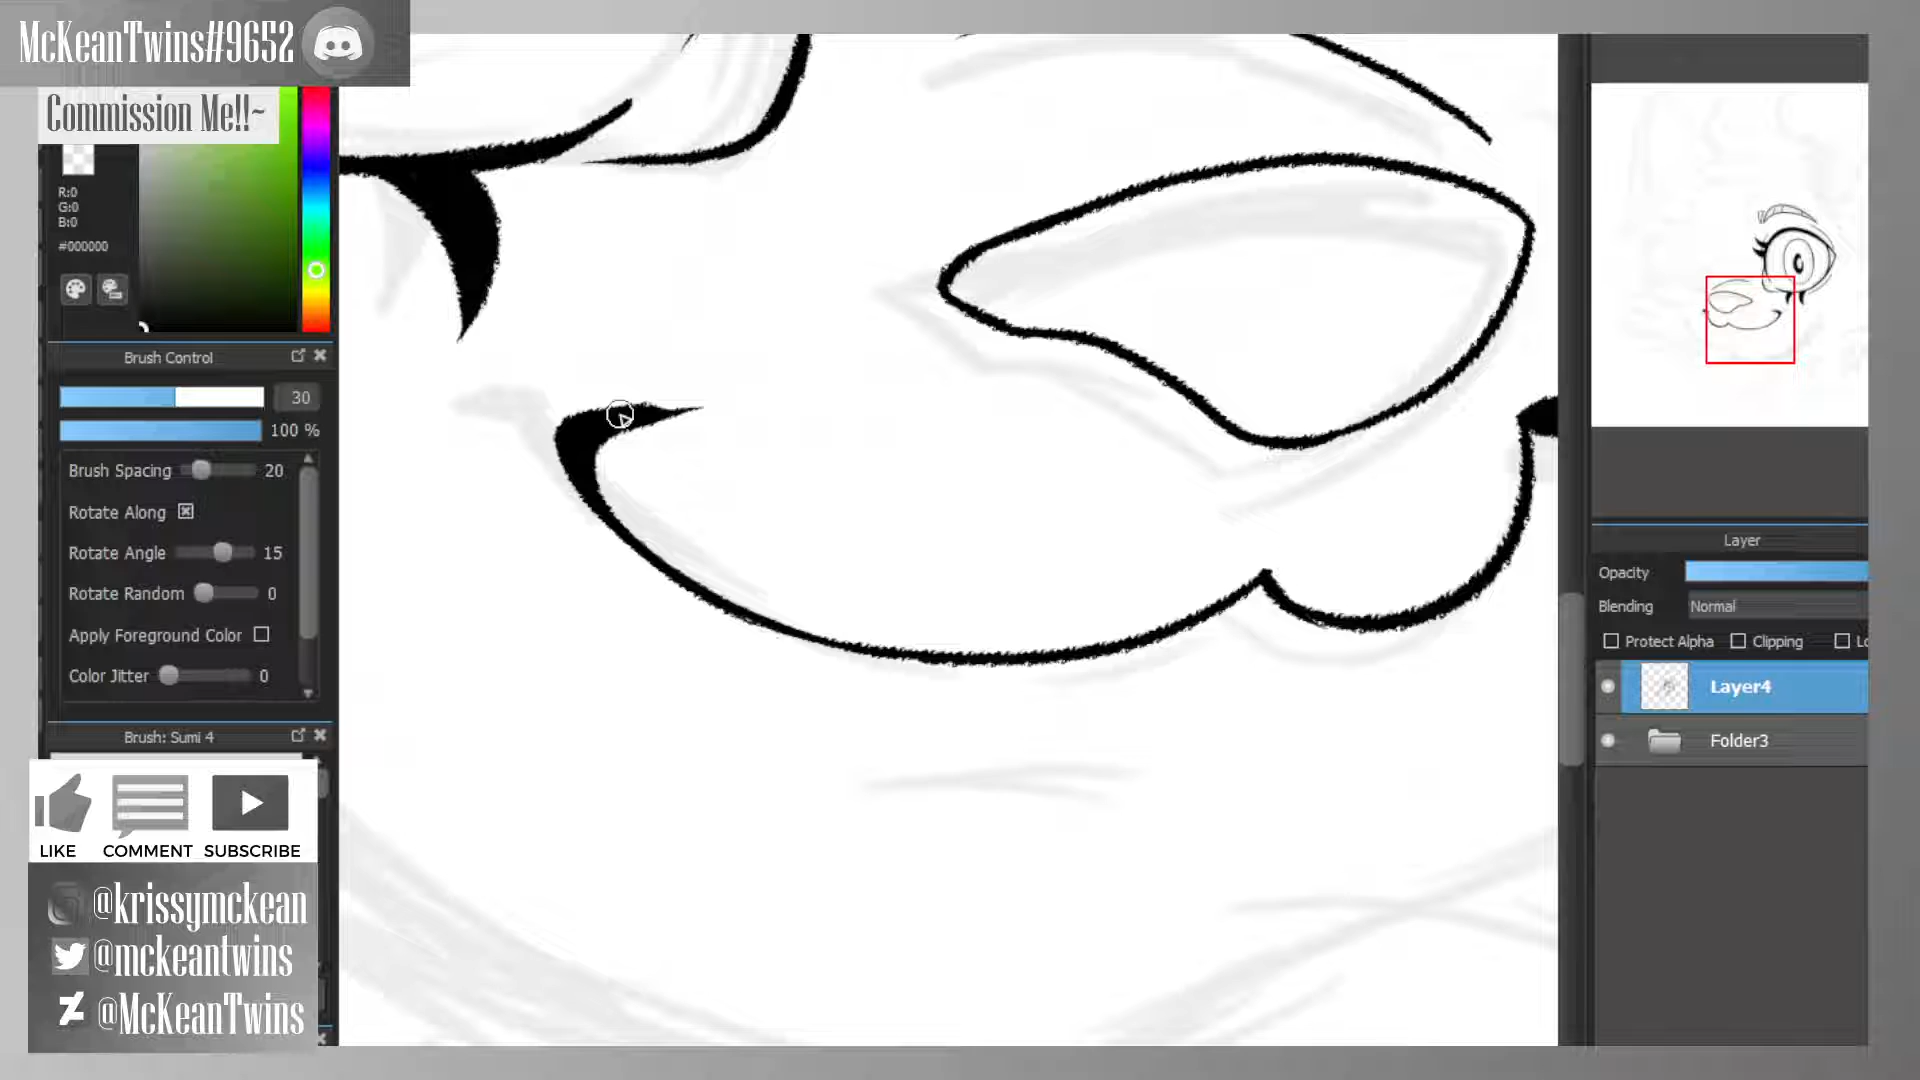 McKeanTwins#9652
Commission Me!!~
R:0
G:0
B:0
#000000
Brush Control
30
100 %
Brush Spacing 20
Rotate Along
Rotate Angle 15
Rotate Random 0
Apply Foreground Color
Color Jitter 0
Brush: Sumi 4
LIKE COMMENT SUBSCRIBE
@krissymckean
@mckeantwins
@McKeanTwins
Layer
Opacity
Blending Normal
Protect Alpha Clipping Lo
Layer4
Folder3